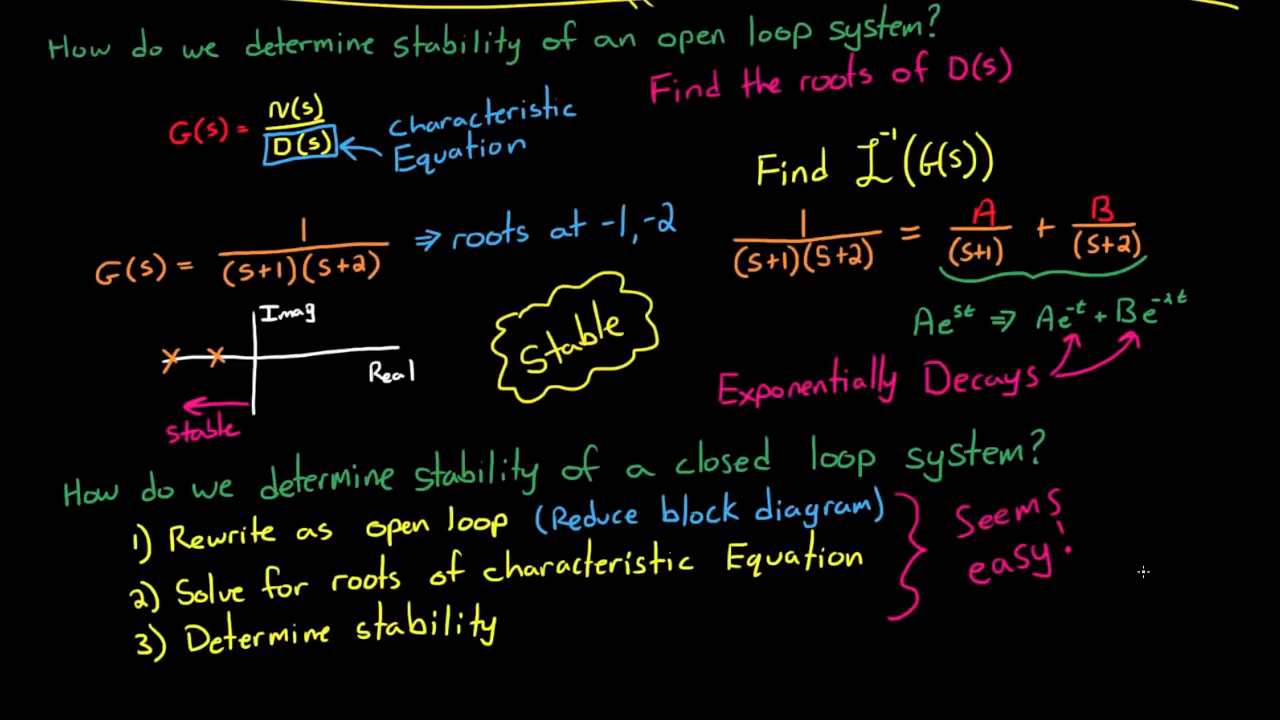 How do we determine stability of an open loop system?
Find the roots of D(s)
G(s) = N(s)/D(s)
Characteristic
Equation
Find ℒ⁻¹(G(s))
G(s) = 1/((s+1)(s+2)) ⇒ roots at -1, -2
1/((s+1)(s+2)) = A/(s+1) + B/(s+2)
Imag
Real
stable
Stable
Ae^st ⇒ Ae^-t + Be^-2t
Exponentially Decays
How do we determine stability of a closed loop system?
1) Rewrite as open loop (Reduce block diagram)
2) Solve for roots of characteristic Equation
3) Determine stability
Seems
easy!